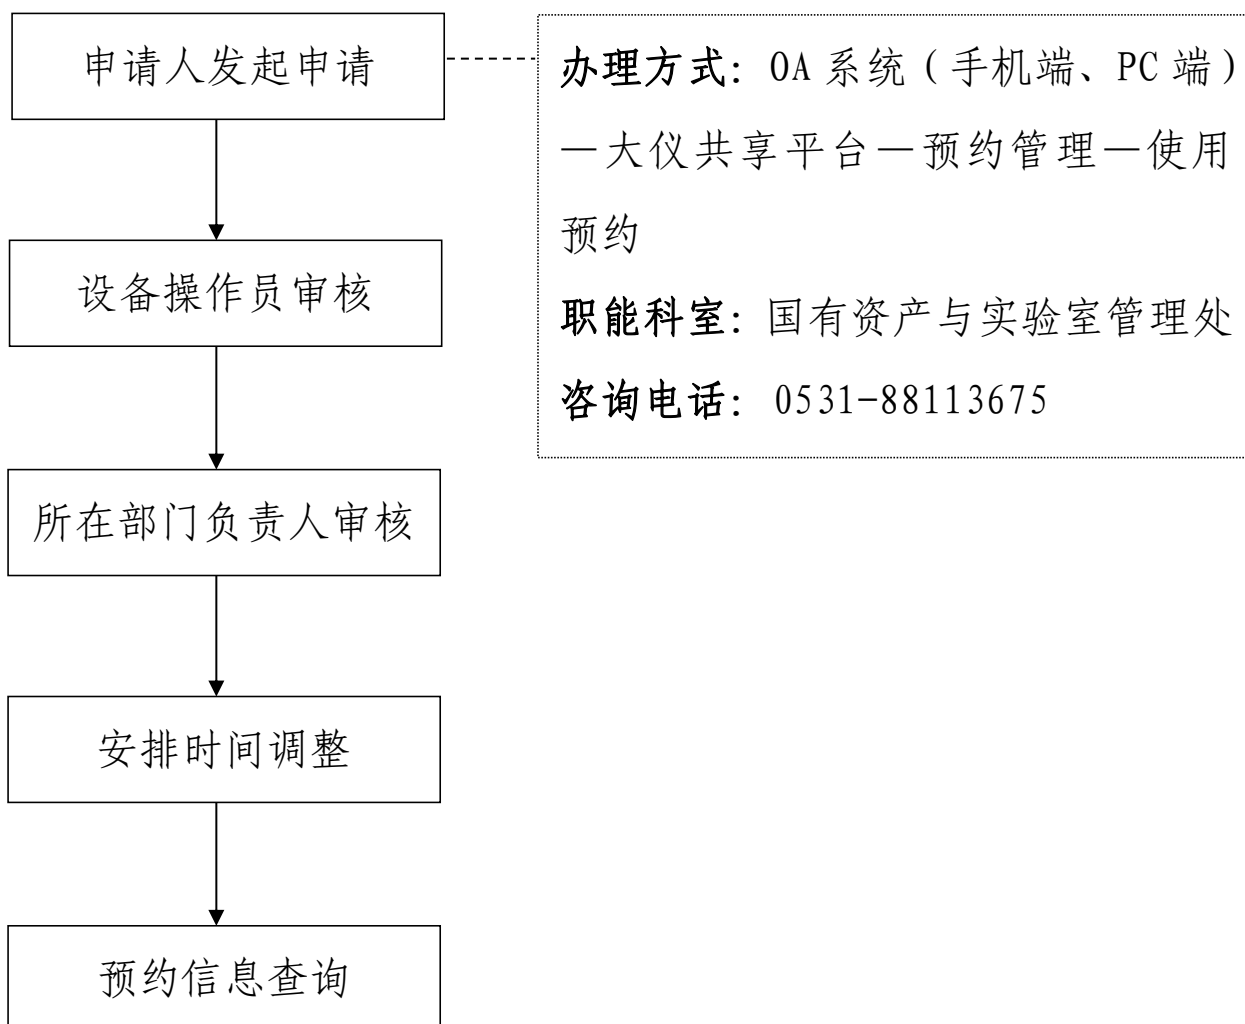 申请人发起申请
办理方式：OA 系统（手机端、PC 端）
—大仪共享平台—预约管理—使用
预约
职能科室：国有资产与实验室管理处
咨询电话： 0531-88113675
设备操作员审核
所在部门负责人审核
安排时间调整
预约信息查询